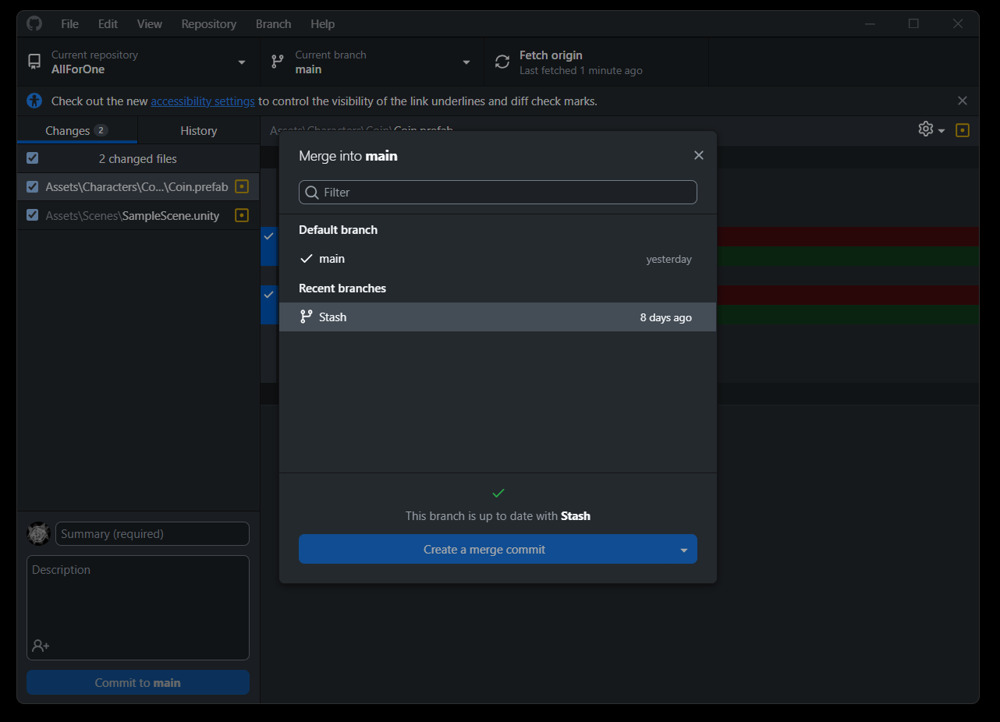 File Edit View Repository Branch Help
Current repository
AllForOne
Current branch
main
Fetch origin
Last fetched 1 minute ago
Check out the new accessibility settings to control the visibility of the link underlines and diff check marks.
Changes 2
History
2 changed files
Assets\Characters\Co...\Coin.prefab
Assets\Scenes\SampleScene.unity
Assets\Characters\Coin\Coin.prefab
Merge into main
Filter
Default branch
main yesterday
Recent branches
Stash 8 days ago
This branch is up to date with Stash
Create a merge commit
Summary (required)
Description
Commit to main